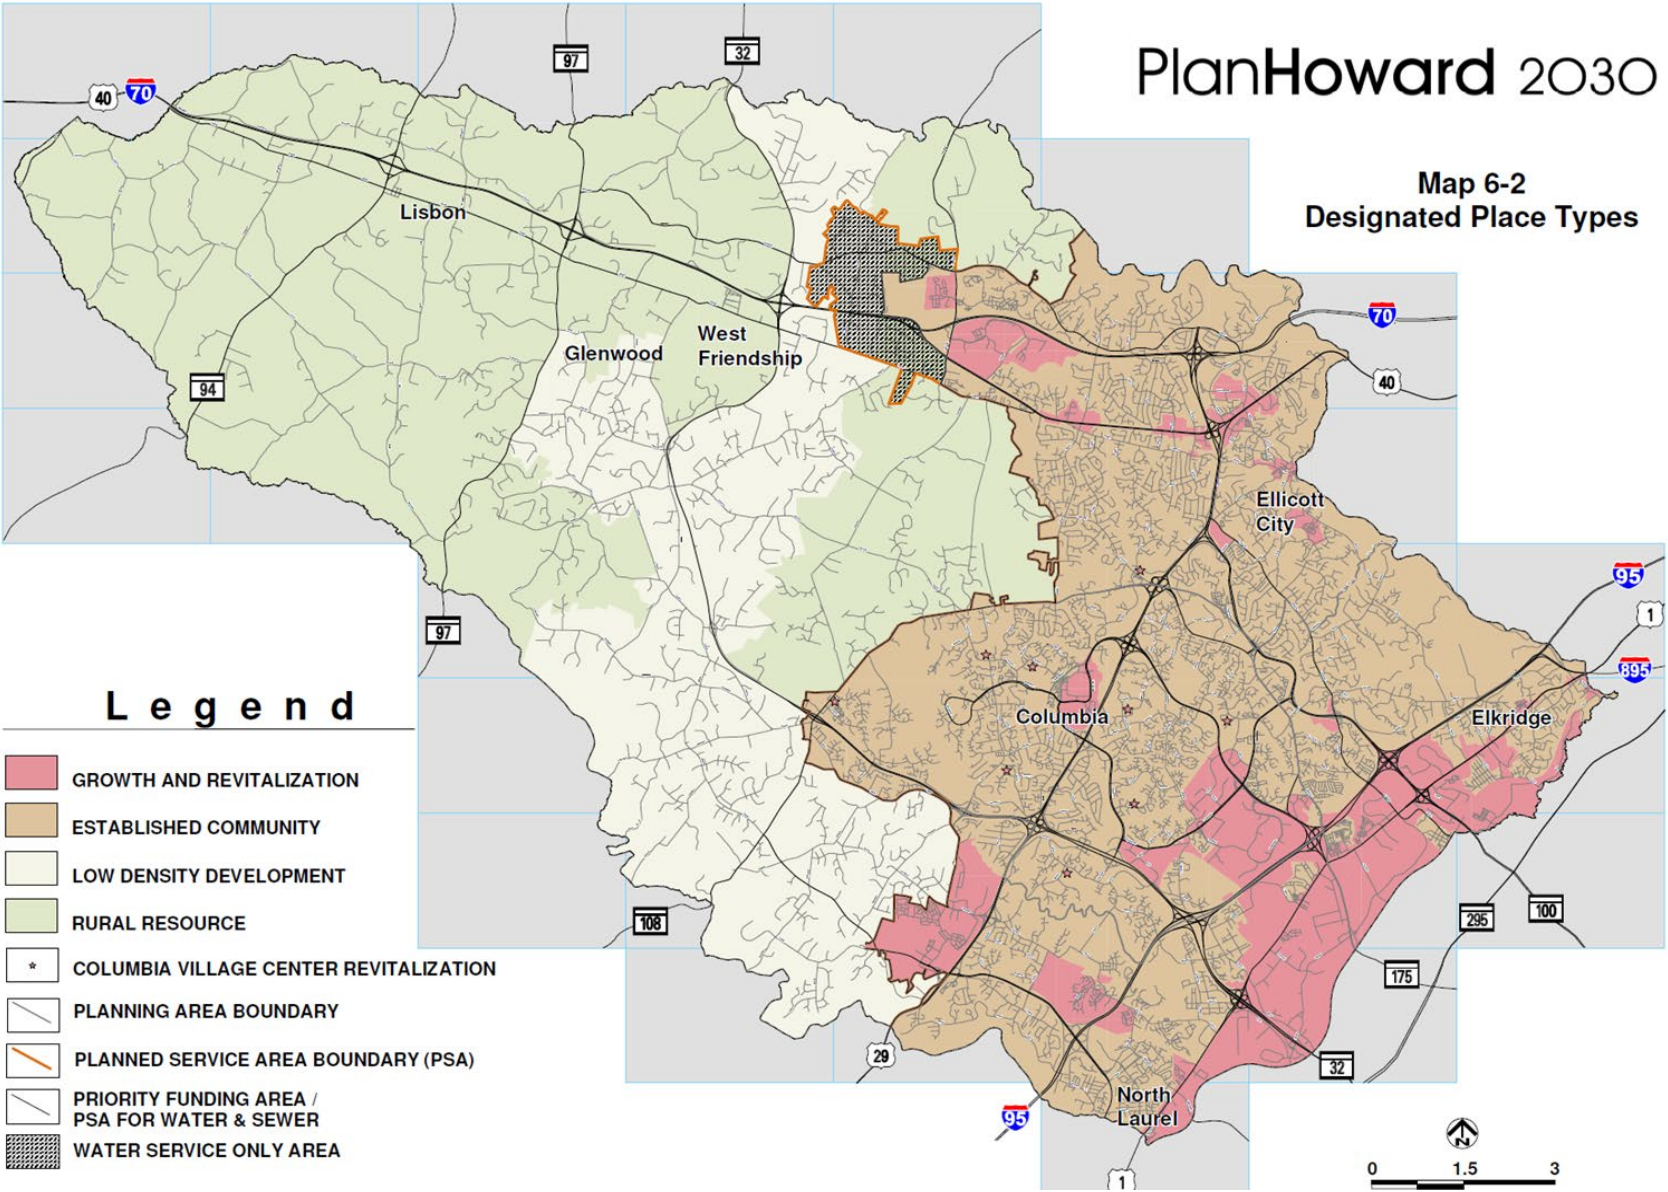 PlanHoward 2030
Map 6-2
Designated Place Types
97
32
40
70
Lisbon
70
West
Friendship
Glenwood
94
40
Ellicott
City
95
1
97
895
Columbia
Elkridge
Legend
GROWTH AND REVITALIZATION
ESTABLISHED COMMUNITY
LOW DENSITY DEVELOPMENT
RURAL RESOURCE
COLUMBIA VILLAGE CENTER REVITALIZATION
PLANNING AREA BOUNDARY
PLANNED SERVICE AREA BOUNDARY (PSA)
PRIORITY FUNDING AREA /
PSA FOR WATER & SEWER
WATER SERVICE ONLY AREA
108
295
100
175
29
32
North
Laurel
95
1
N
0 1.5 3